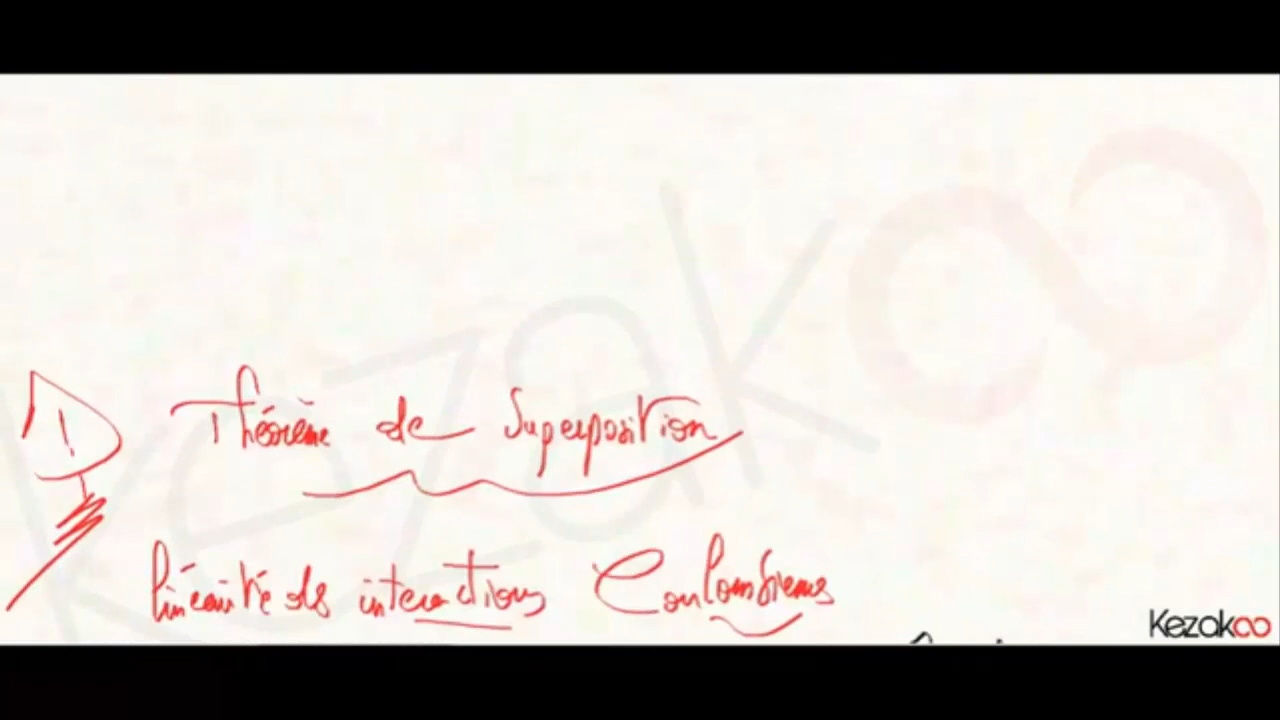 Théorème de Superposition
linéarité des interactions Coulombiennes
Kezakoo